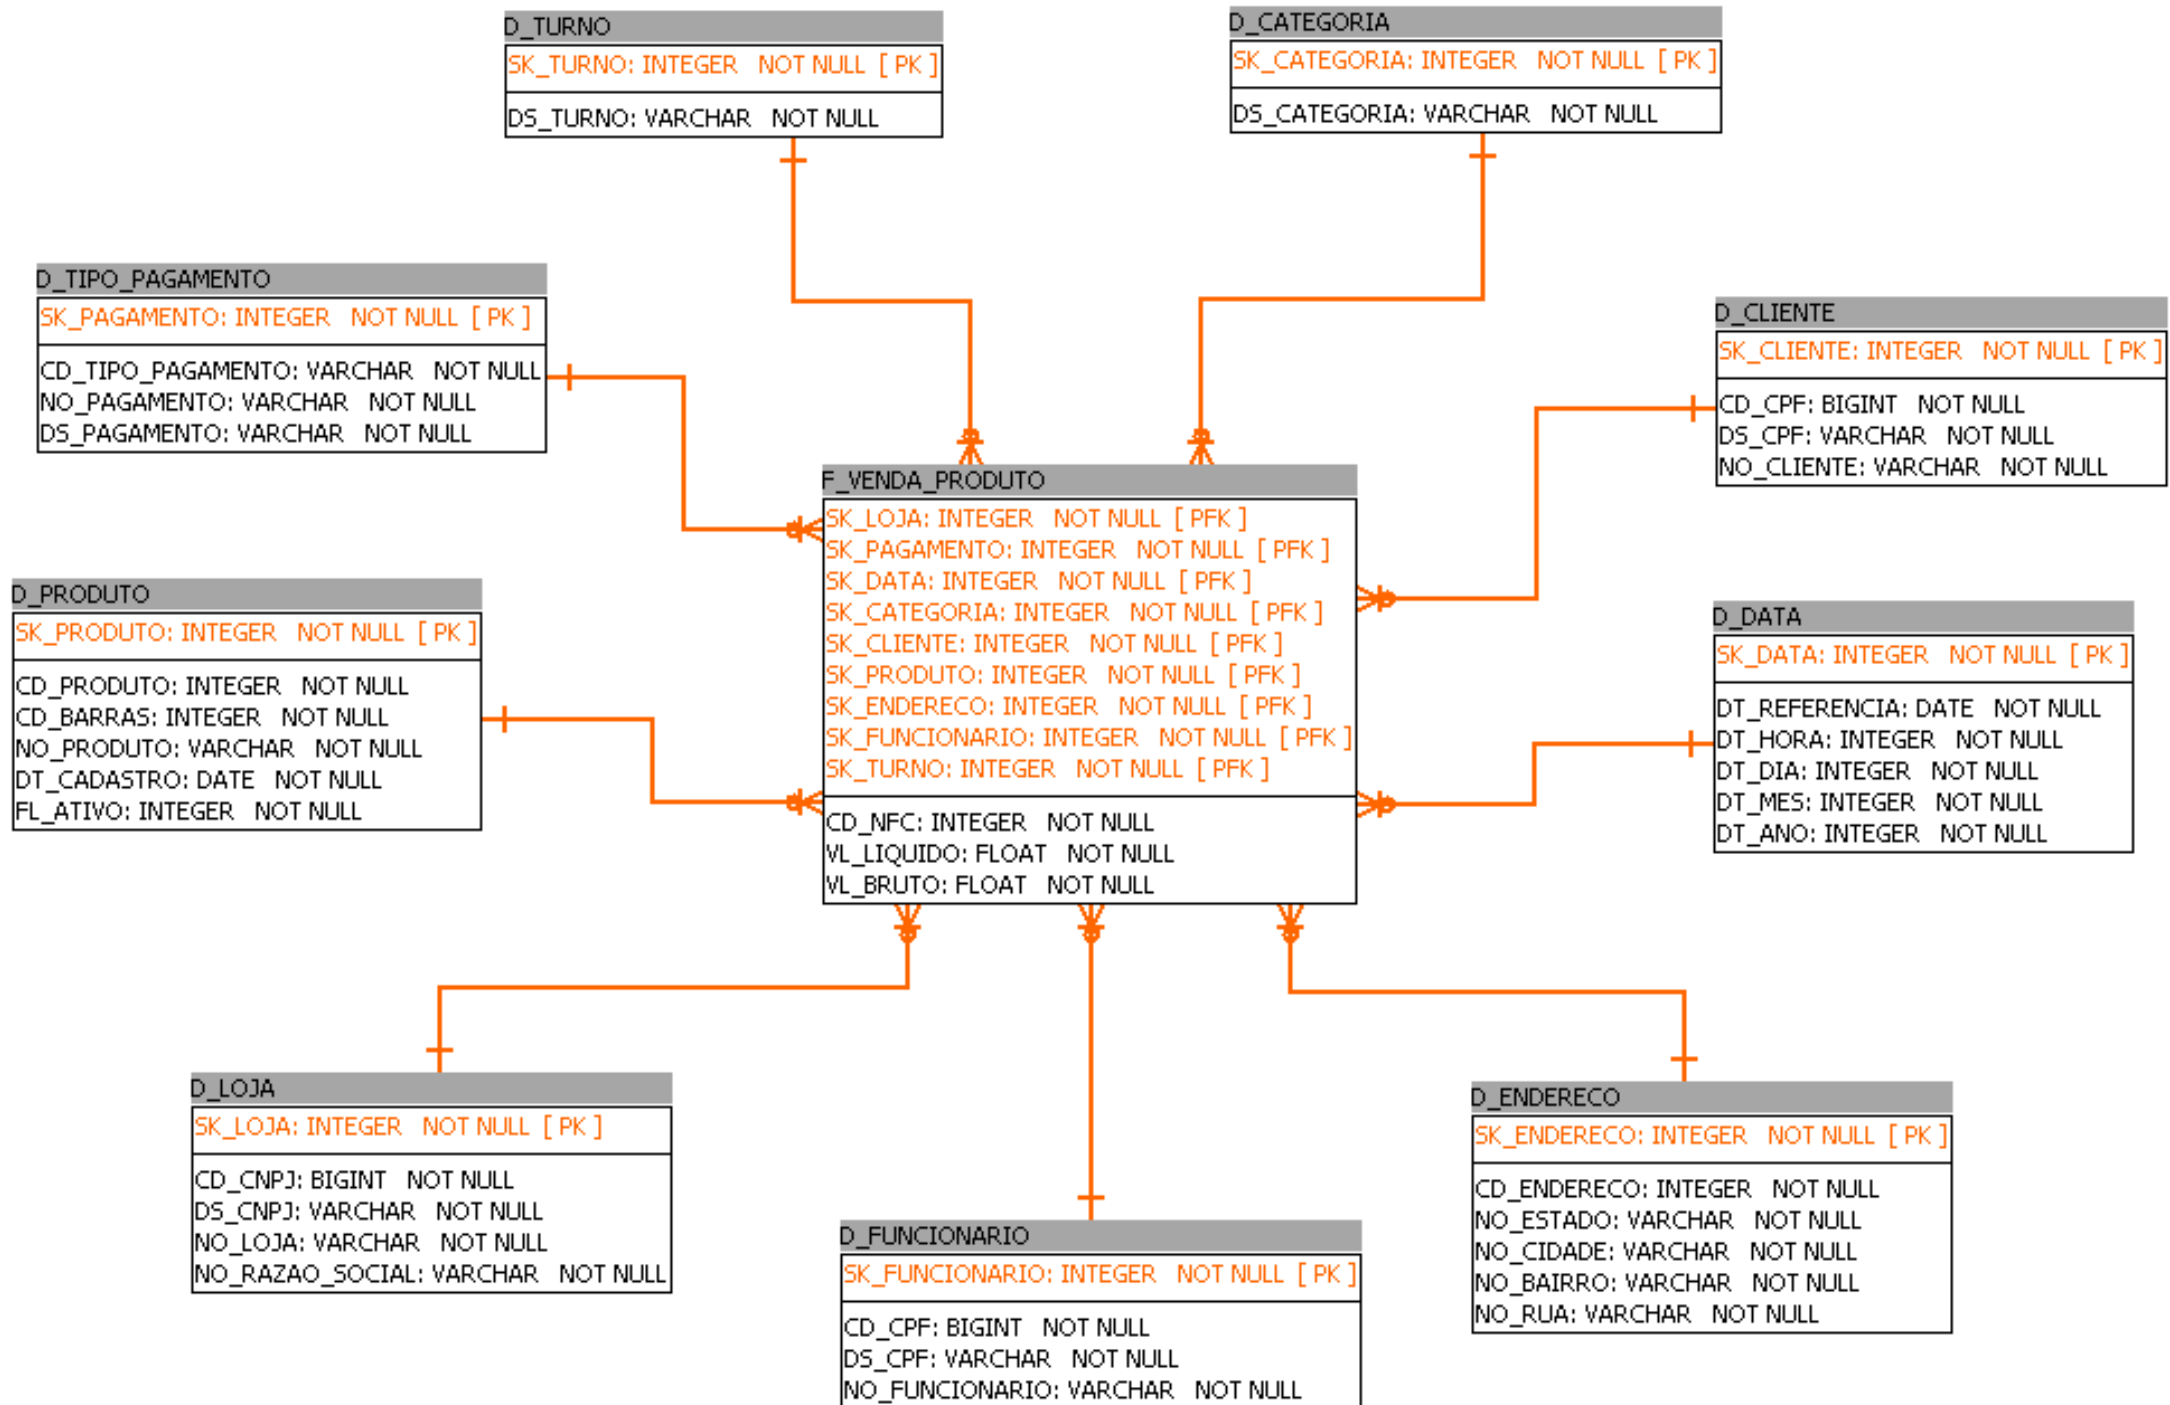 D_TURNO
SK_TURNO: INTEGER NOT NULL [ PK ]
DS_TURNO: VARCHAR NOT NULL
D_CATEGORIA
SK_CATEGORIA: INTEGER NOT NULL [ PK ]
DS_CATEGORIA: VARCHAR NOT NULL
D_TIPO_PAGAMENTO
SK_PAGAMENTO: INTEGER NOT NULL [ PK ]
CD_TIPO_PAGAMENTO: VARCHAR NOT NULL
NO_PAGAMENTO: VARCHAR NOT NULL
DS_PAGAMENTO: VARCHAR NOT NULL
D_CLIENTE
SK_CLIENTE: INTEGER NOT NULL [ PK ]
CD_CPF: BIGINT NOT NULL
DS_CPF: VARCHAR NOT NULL
NO_CLIENTE: VARCHAR NOT NULL
F_VENDA_PRODUTO
SK_LOJA: INTEGER NOT NULL [ PFK ]
SK_PAGAMENTO: INTEGER NOT NULL [ PFK ]
SK_DATA: INTEGER NOT NULL [ PFK ]
SK_CATEGORIA: INTEGER NOT NULL [ PFK ]
SK_CLIENTE: INTEGER NOT NULL [ PFK ]
SK_PRODUTO: INTEGER NOT NULL [ PFK ]
SK_ENDERECO: INTEGER NOT NULL [ PFK ]
SK_FUNCIONARIO: INTEGER NOT NULL [ PFK ]
SK_TURNO: INTEGER NOT NULL [ PFK ]
CD_NFC: INTEGER NOT NULL
VL_LIQUIDO: FLOAT NOT NULL
VL_BRUTO: FLOAT NOT NULL
D_PRODUTO
SK_PRODUTO: INTEGER NOT NULL [ PK ]
CD_PRODUTO: INTEGER NOT NULL
CD_BARRAS: INTEGER NOT NULL
NO_PRODUTO: VARCHAR NOT NULL
DT_CADASTRO: DATE NOT NULL
FL_ATIVO: INTEGER NOT NULL
D_DATA
SK_DATA: INTEGER NOT NULL [ PK ]
DT_REFERENCIA: DATE NOT NULL
DT_HORA: INTEGER NOT NULL
DT_DIA: INTEGER NOT NULL
DT_MES: INTEGER NOT NULL
DT_ANO: INTEGER NOT NULL
D_LOJA
SK_LOJA: INTEGER NOT NULL [ PK ]
CD_CNPJ: BIGINT NOT NULL
DS_CNPJ: VARCHAR NOT NULL
NO_LOJA: VARCHAR NOT NULL
NO_RAZAO_SOCIAL: VARCHAR NOT NULL
D_FUNCIONARIO
SK_FUNCIONARIO: INTEGER NOT NULL [ PK ]
CD_CPF: BIGINT NOT NULL
DS_CPF: VARCHAR NOT NULL
NO_FUNCIONARIO: VARCHAR NOT NULL
D_ENDERECO
SK_ENDERECO: INTEGER NOT NULL [ PK ]
CD_ENDERECO: INTEGER NOT NULL
NO_ESTADO: VARCHAR NOT NULL
NO_CIDADE: VARCHAR NOT NULL
NO_BAIRRO: VARCHAR NOT NULL
NO_RUA: VARCHAR NOT NULL